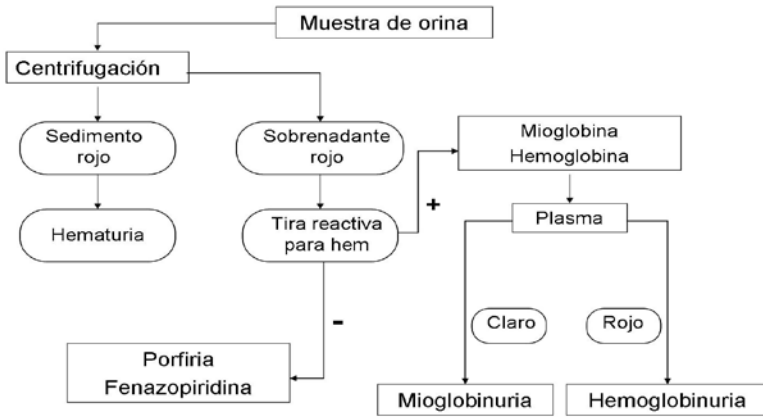 Muestra de orina
Centrifugación
Sedimento
rojo
Sobrenadante
rojo
Mioglobina
Hemoglobina
Hematuria
Tira reactiva
para hem
+
Plasma
-
Claro
Rojo
Porfiria
Fenazopiridina
Mioglobinuria
Hemoglobinuria